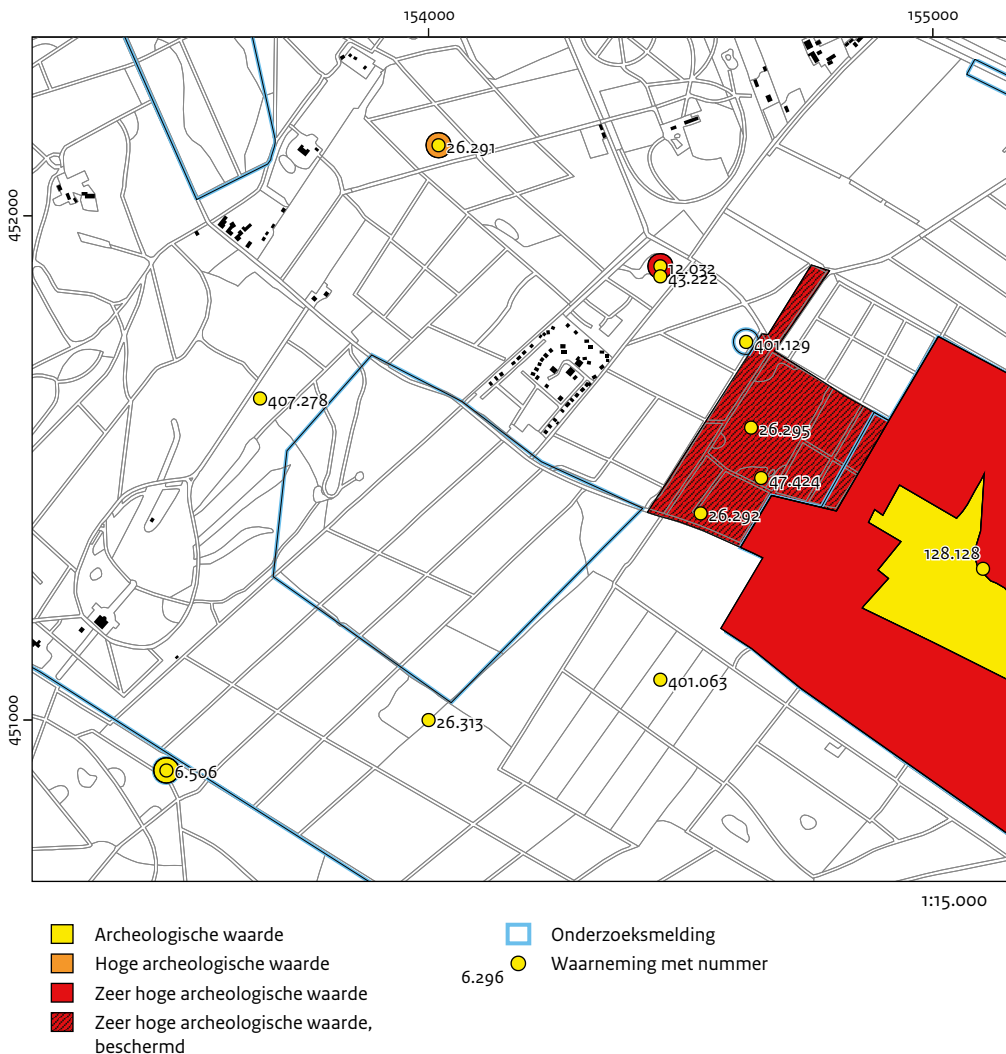 154000
155000
26.291
452000
12.032
43.222
401.129
407.278
26.295
47.424
26.292
128.128
401.063
26.313
451000
6.506
1:15.000
Archeologische waarde
Hoge archeologische waarde
Zeer hoge archeologische waarde
Zeer hoge archeologische waarde,
beschermd
Onderzoeksmelding
6.296
Waarneming met nummer